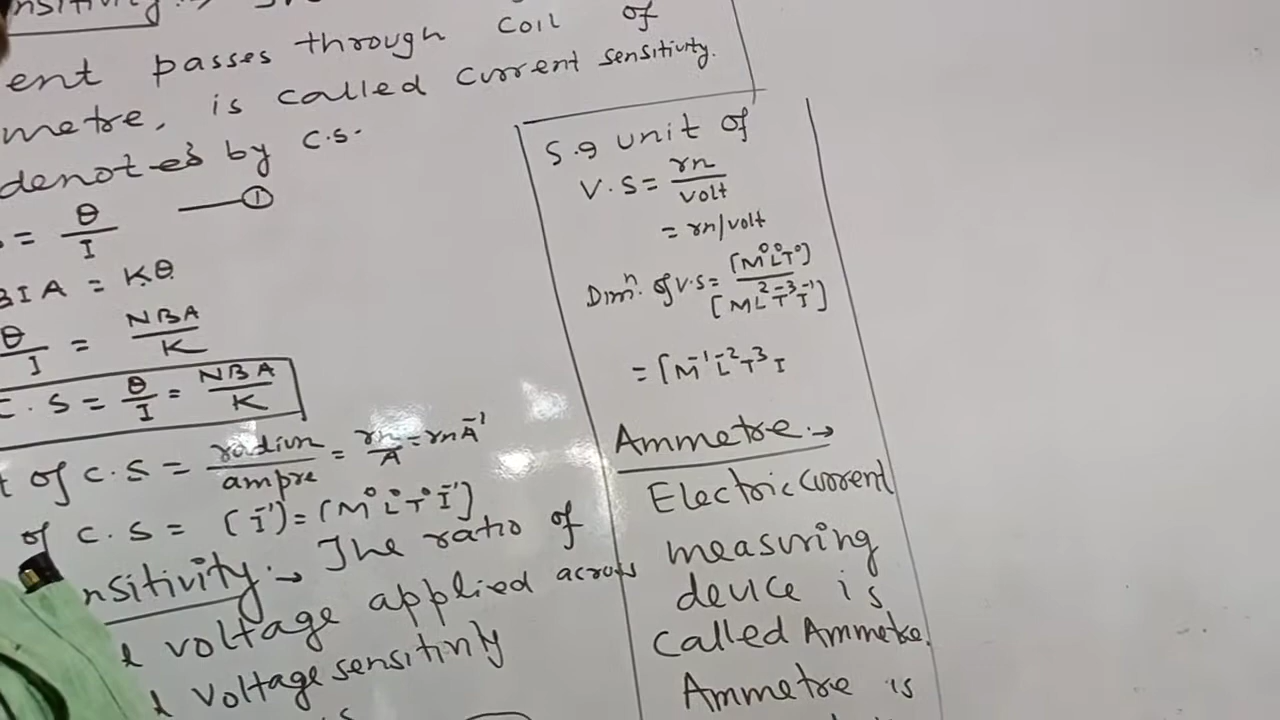 nsitivity :→
ent passes through coil of
metre, is called current sensitivity.
denoted by C.S.
= θ/I —①
BIA = Kθ
θ/I = NBA/K
C.S = θ/I = NBA/K
t of C.S = radian/ampre = rn/A = rnA⁻¹
of C.S = [I⁻¹] = [M⁰L⁰T⁰I⁻¹]
nsitivity :→ The ratio of
voltage applied across
voltage sensitivity
S.I unit of
V.S = rn/volt
= rn/volt
Dimⁿ. of V.S = [M⁰L⁰T⁰]/[ML²T⁻³I⁻¹]
= [M⁻¹L⁻²T³I
Ammetre :→
Electric current
measuring
device is
called Ammetre.
Ammetre is